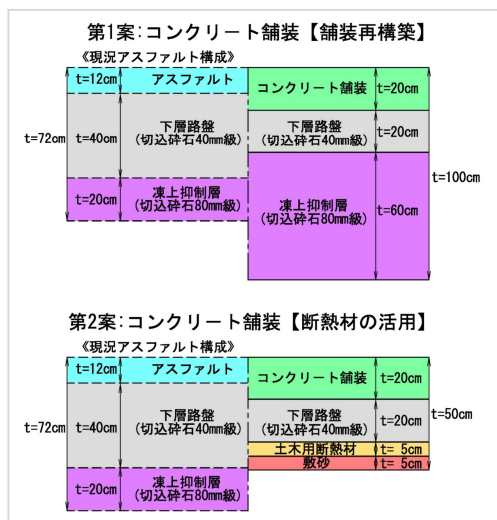 第1案:コンクリート舗装【舗装再構築】
《現況アスファルト構成》
t=12cm
アスファルト
コンクリート舗装
t=20cm
t=72cm
t=40cm
下層路盤
(切込砕石40mm級)
下層路盤
(切込砕石40mm級)
t=20cm
t=100cm
t=20cm
凍上抑制層
(切込砕石80mm級)
凍上抑制層
(切込砕石80mm級)
t=60cm
第2案:コンクリート舗装【断熱材の活用】
《現況アスファルト構成》
t=12cm
アスファルト
コンクリート舗装
t=20cm
t=72cm
t=40cm
下層路盤
(切込砕石40mm級)
下層路盤
(切込砕石40mm級)
t=20cm
t=50cm
土木用断熱材
t= 5cm
敷砂
t= 5cm
t=20cm
凍上抑制層
(切込砕石80mm級)